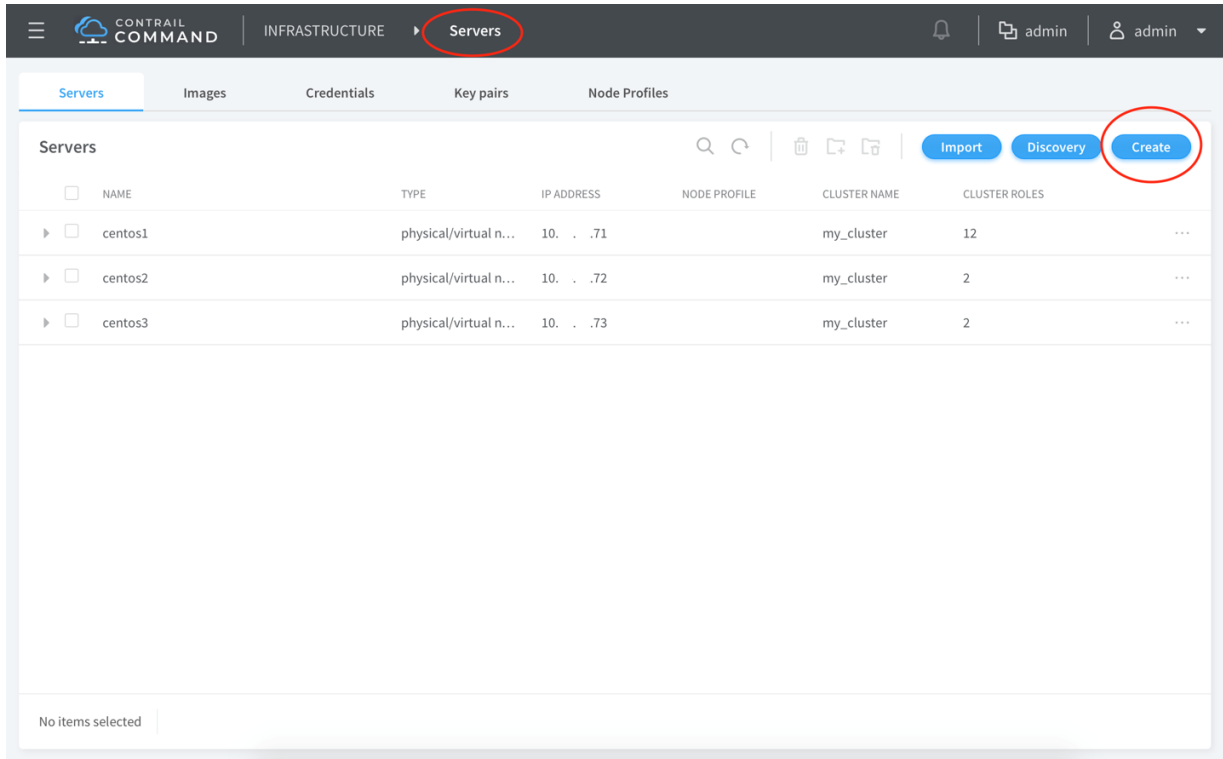 CONTRAIL COMMAND INFRASTRUCTURE Servers admin admin
Servers Images Credentials Key pairs Node Profiles
Servers Import Discovery Create
NAME TYPE IP ADDRESS NODE PROFILE CLUSTER NAME CLUSTER ROLES
centos1 physical/virtual n... 10. . .71 my_cluster 12 ...
centos2 physical/virtual n... 10. . .72 my_cluster 2 ...
centos3 physical/virtual n... 10. . .73 my_cluster 2 ...
No items selected